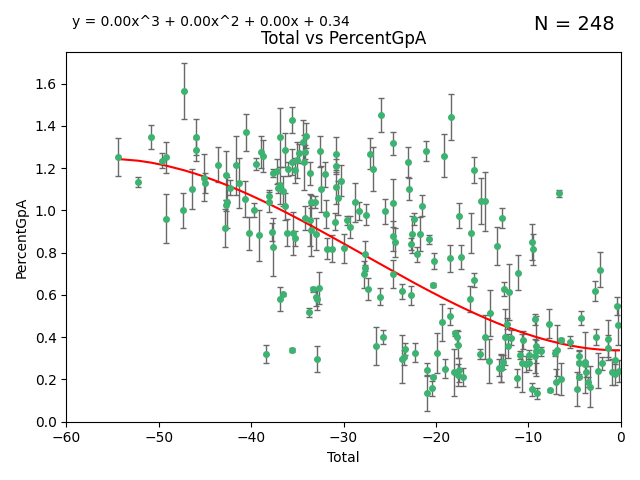 y = 0.00x^3 + 0.00x^2 + 0.00x + 0.34
N = 248
Total vs PercentGpA
PercentGpA
1.6
1.4
1.2
1.0
0.8
0.6
0.4
0.2
0.0
−60 −50 −40 −30 −20 −10 0
Total